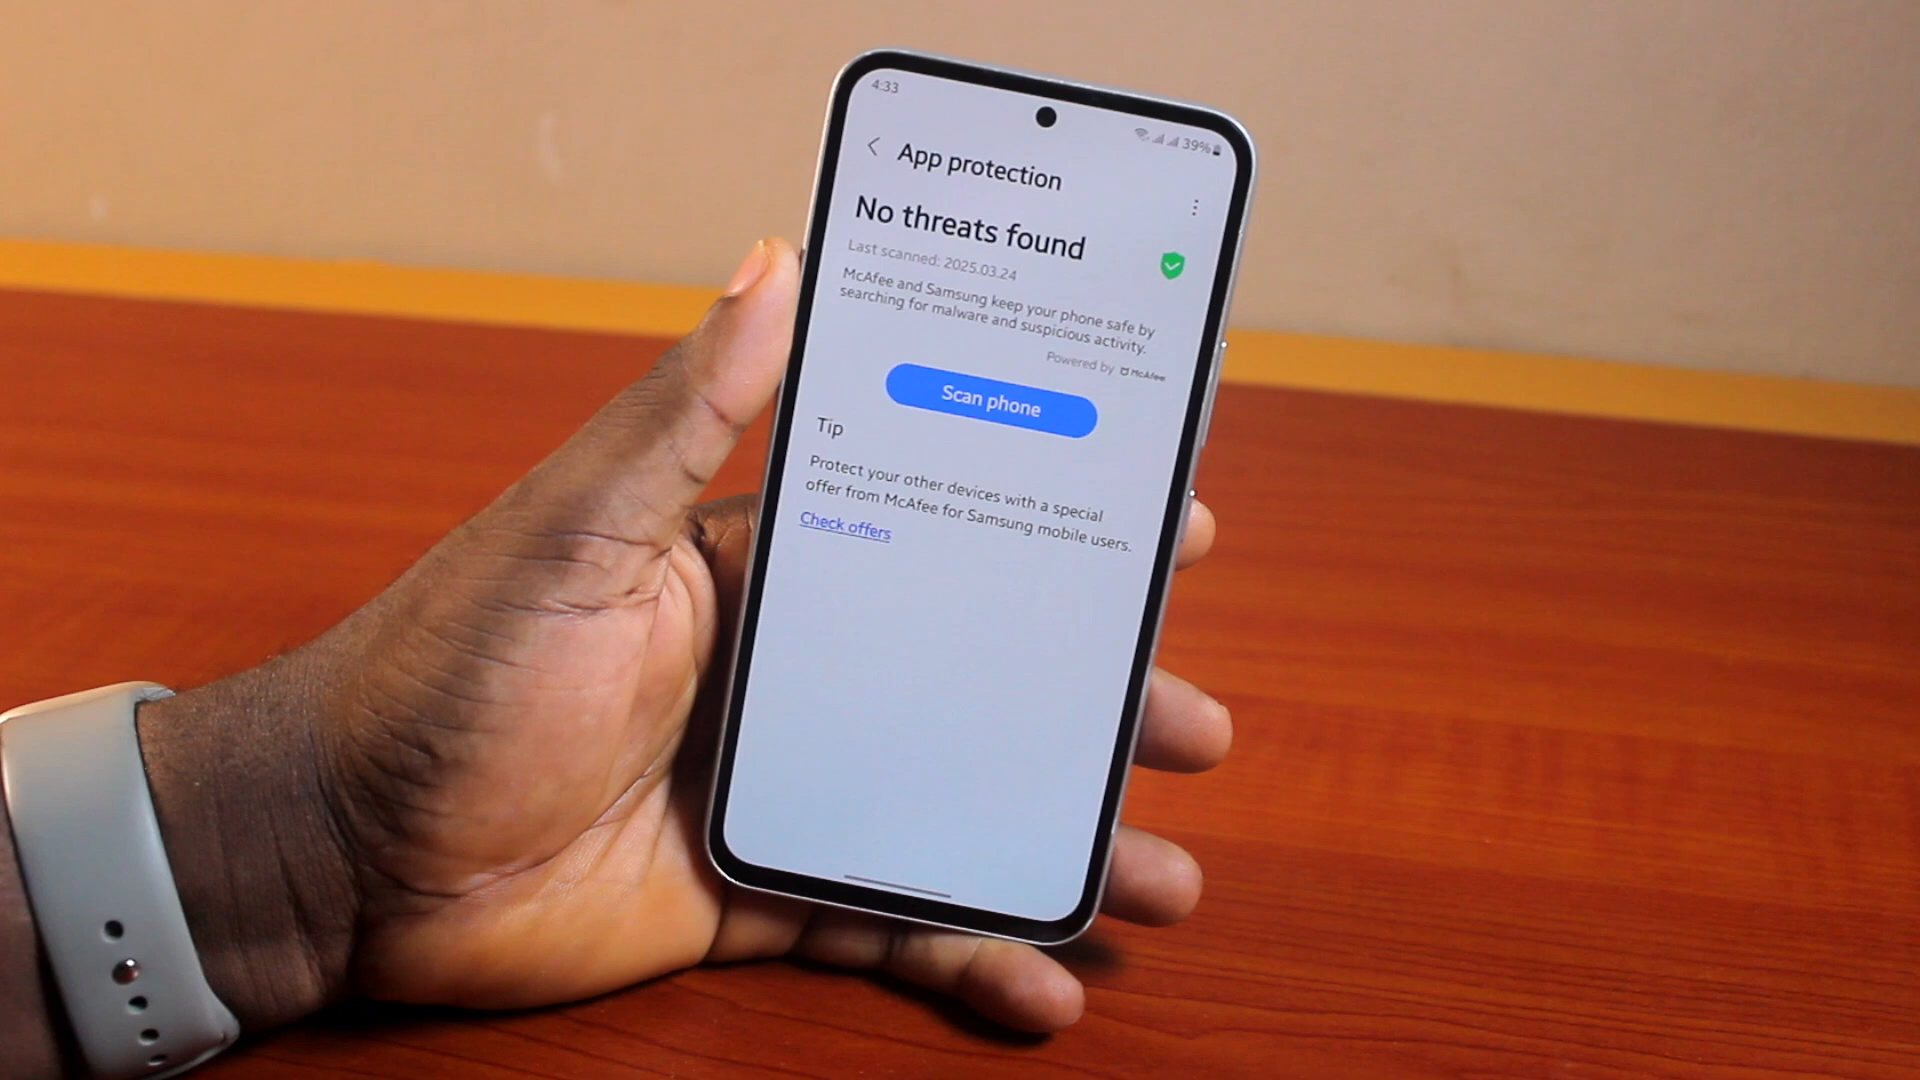 4:33
39%
App protection
No threats found
Last scanned: 2025.03.24
McAfee and Samsung keep your phone safe by
searching for malware and suspicious activity.
Powered by McAfee
Scan phone
Tip
Protect your other devices with a special
offer from McAfee for Samsung mobile users.
Check offers